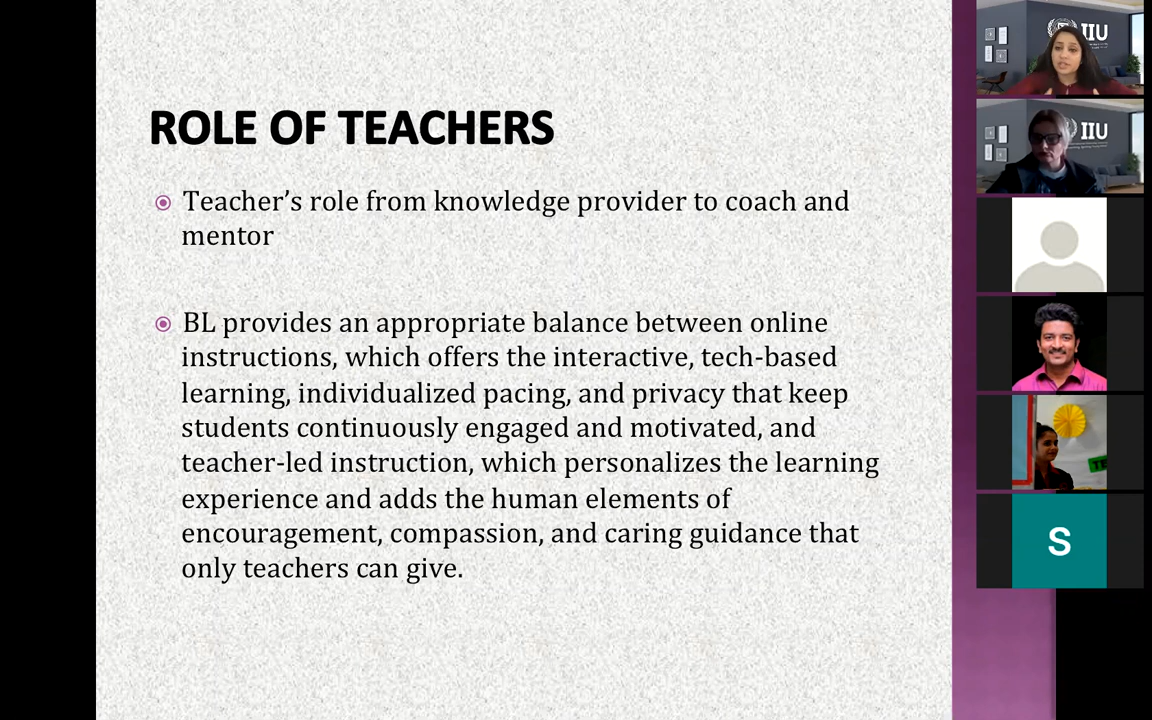 ROLE OF TEACHERS
Teacher’s role from knowledge provider to coach and
mentor
BL provides an appropriate balance between online
instructions, which offers the interactive, tech-based
learning, individualized pacing, and privacy that keep
students continuously engaged and motivated, and
teacher-led instruction, which personalizes the learning
experience and adds the human elements of
encouragement, compassion, and caring guidance that
only teachers can give.
IIU
IIU
S